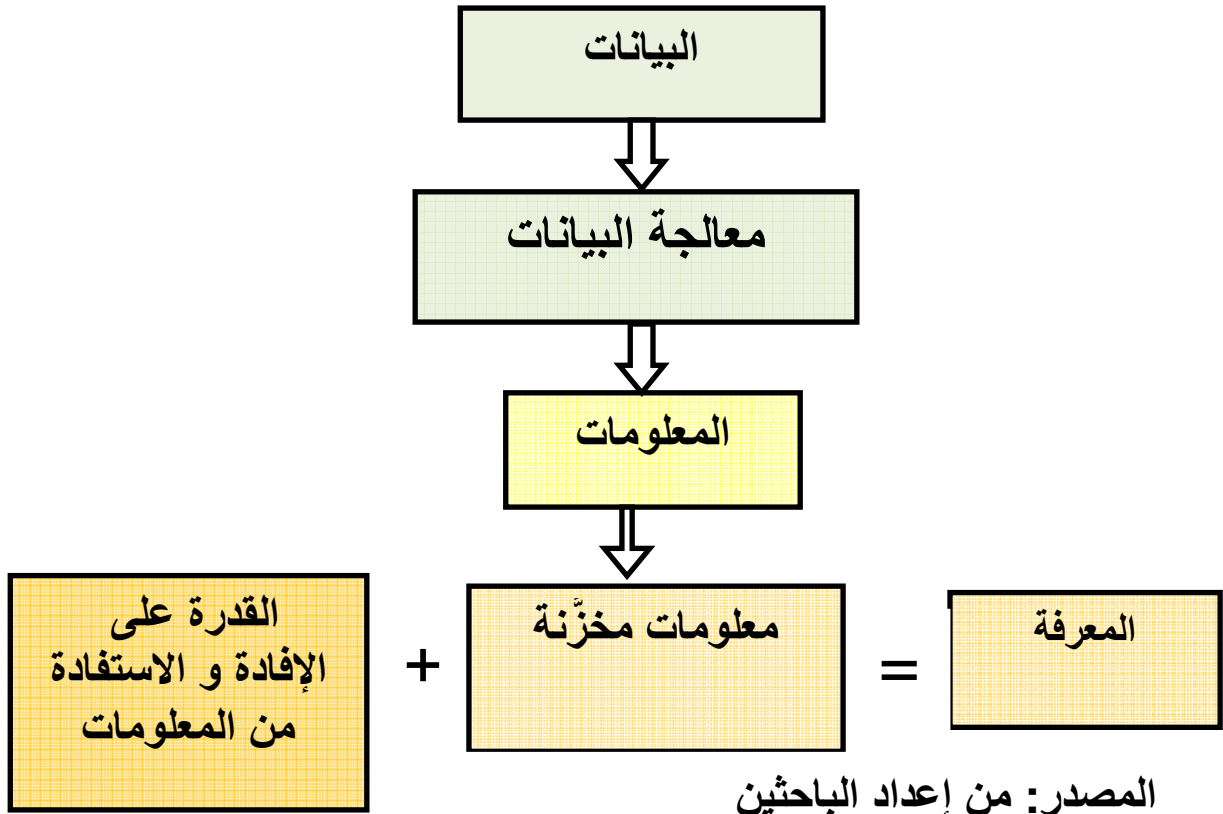 البيانات
معالجة البيانات
المعلومات
المعرفة
=
معلومات مخزَّنة
+
القدرة على
الإفادة و الاستفادة
من المعلومات
المصدر: من إعداد الباحثين